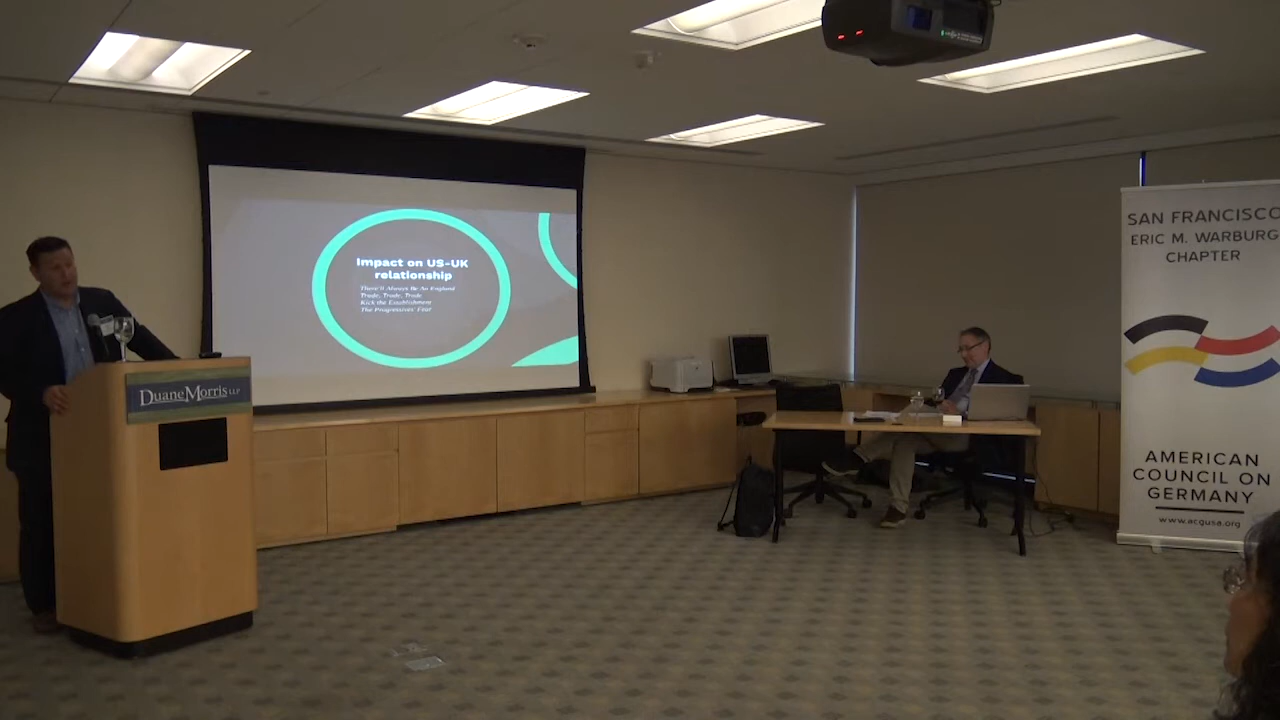 Impact on US-UK
relationship
There'll Always Be An England
Trade, Trade, Trade
Kick the Establishment
The Progressives' Fear
DuaneMorris LLP
SAN FRANCISCO
ERIC M. WARBURG
CHAPTER
AMERICAN
COUNCIL ON
GERMANY
www.acgusa.org